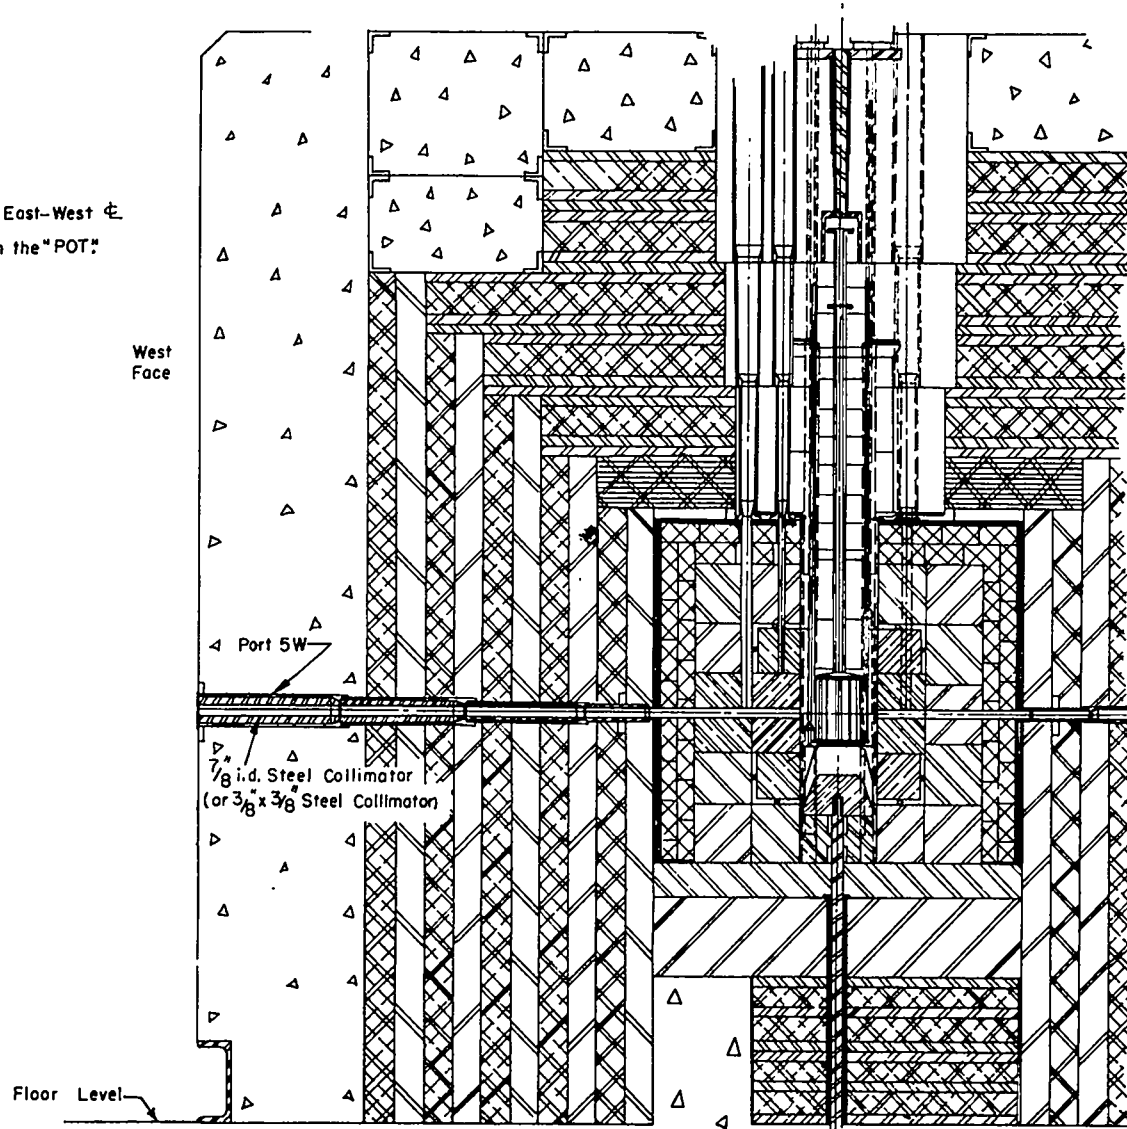 East-West ℄
the "POT".
West
Face
Port 5W
7/8" i.d. Steel Collimator
(or 3/8" x 3/8" Steel Collimator)
Floor Level